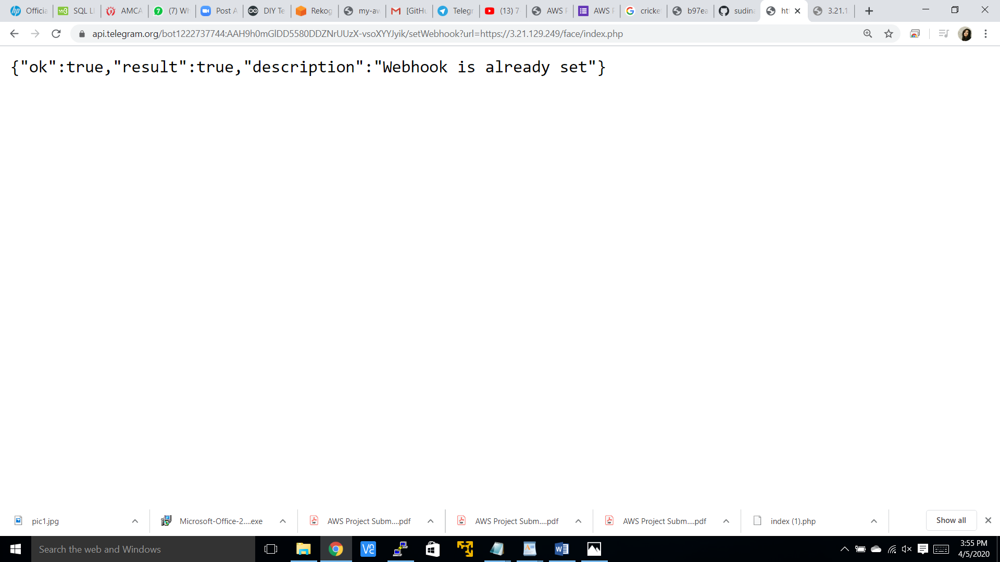 Officia
SQL L
AMCA
(7) Wh
Post A
DIY Te
Rekog
my-aw
[GitHu
Telegr
(13) 7
AWS P
AWS P
cricke
b97ea
sudina
htt
3.21.1
api.telegram.org/bot1222737744:AAH9h0mGlDD5580DDZNrUUzX-vsoXYYJyik/setWebhook?url=https://3.21.129.249/face/index.php
{"ok":true,"result":true,"description":"Webhook is already set"}
pic1.jpg
Microsoft-Office-2....exe
AWS Project Subm....pdf
AWS Project Subm....pdf
AWS Project Subm....pdf
index (1).php
Show all
Search the web and Windows
3:55 PM
4/5/2020